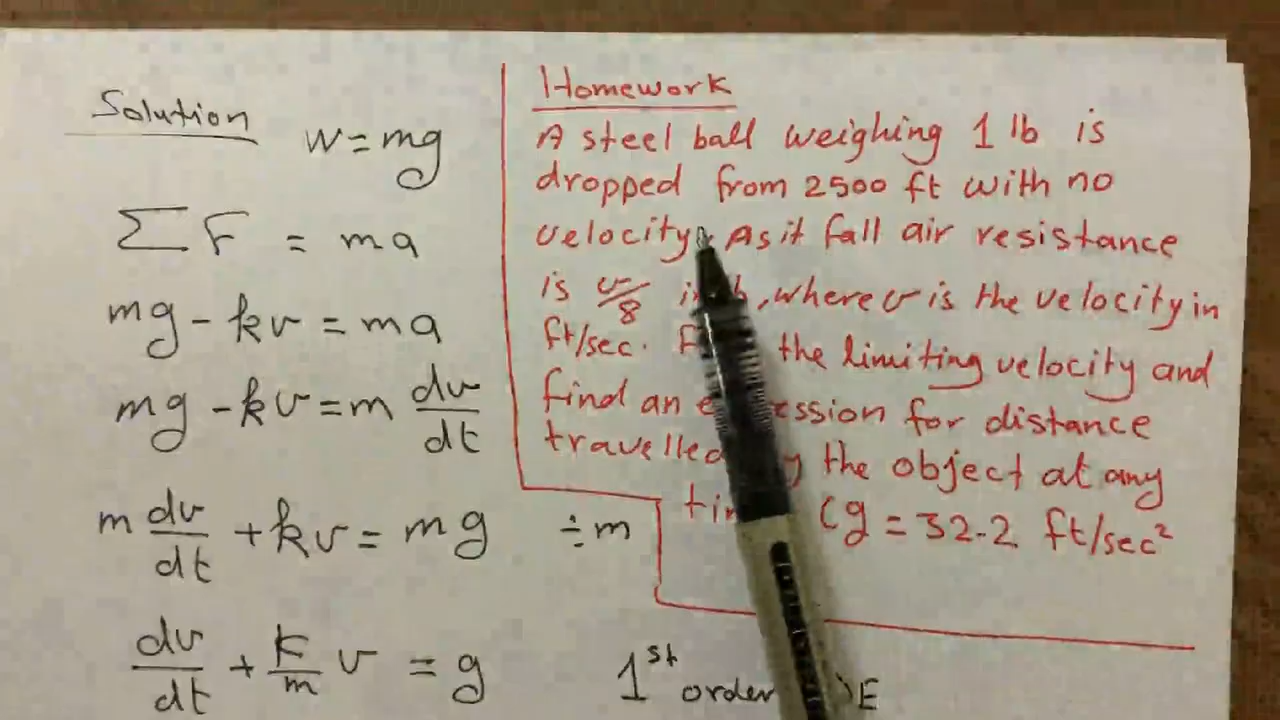 Solution
W = mg
ΣF = ma
mg - kv = ma
mg - kv = m dv/dt
m dv/dt + kv = mg ÷ m
dv/dt + k/m v = g 1st order
Homework
A steel ball weighing 1 lb is
dropped from 2500 ft with no
velocity. As it fall air resistance
is v/8 , where v is the velocity in
ft/sec. the limiting velocity and
find an for distance
travelled the object at any
(g = 32.2 ft/sec²